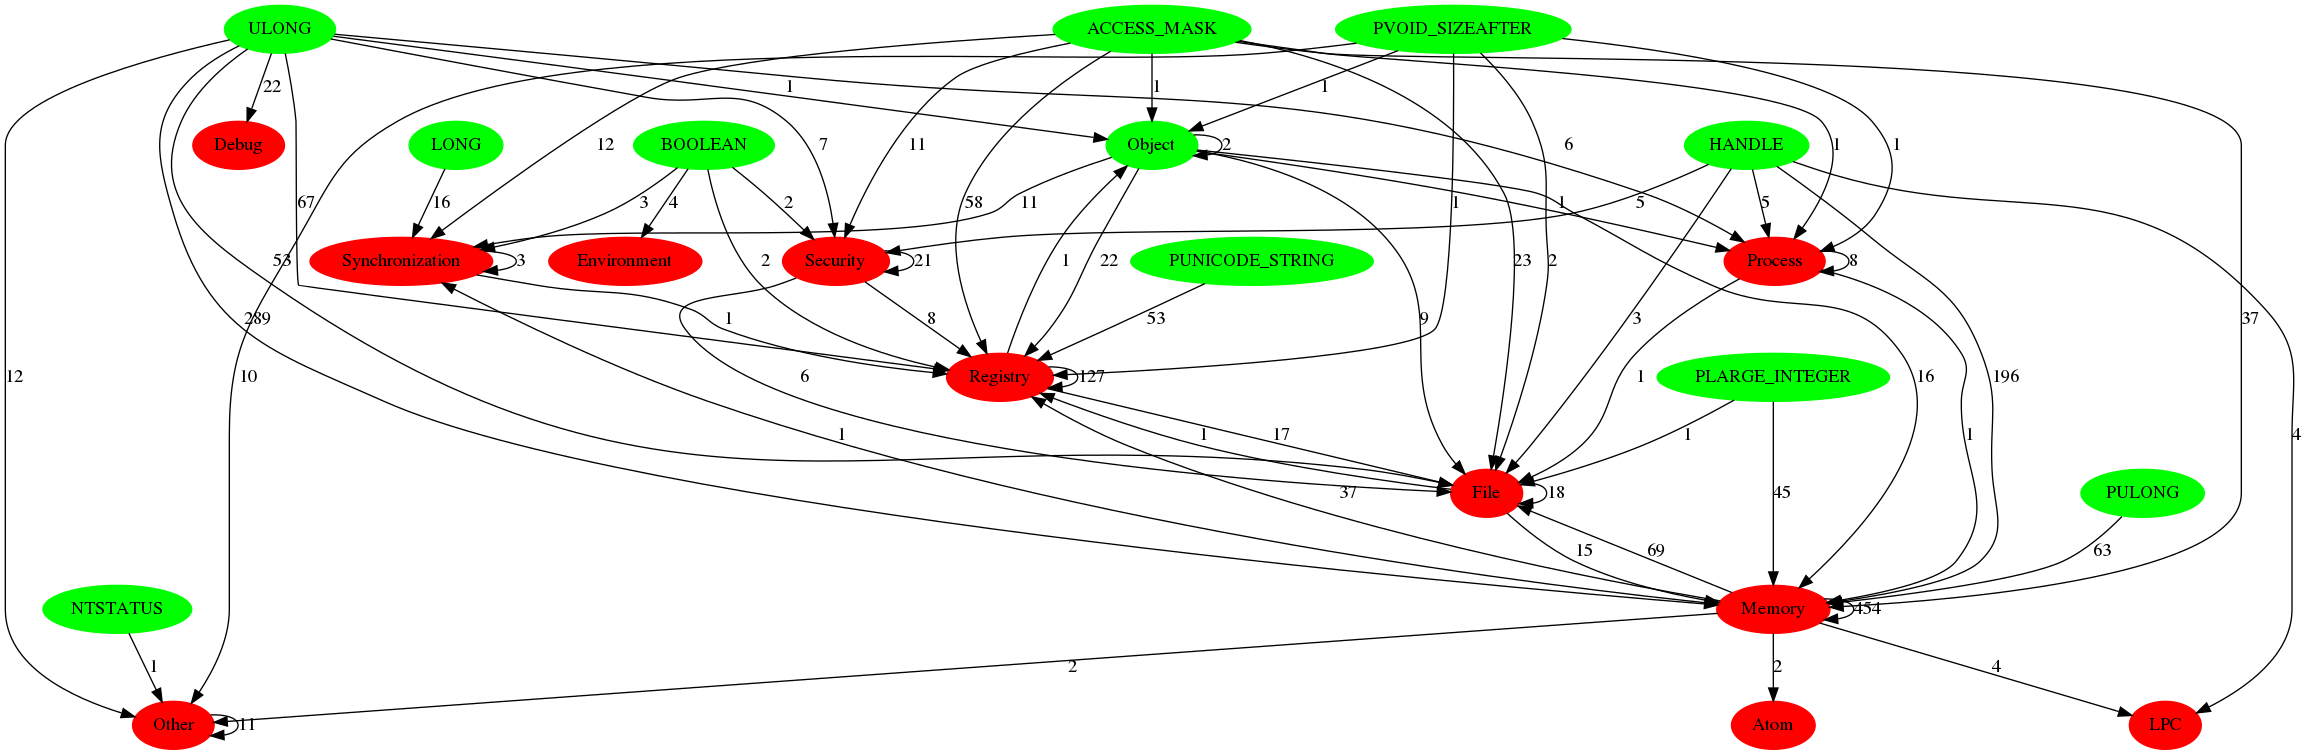 ULONG
ACCESS_MASK
PVOID_SIZEAFTER
22
1
1
1
Debug
LONG
BOOLEAN
12
7
11
Object
2
6
HANDLE
1
1
16
3
4
2
67
11
58
1
1
5
5
53
Synchronization
3
Environment
Security
21
2
1
22
PUNICODE_STRING
23
2
Process
8
289
1
8
53
9
3
37
12
10
6
Registry
127
1
PLARGE_INTEGER
16
196
1
17
1
1
1
4
37
File
18
45
PULONG
15
69
63
NTSTATUS
Memory
454
1
2
2
4
Other
11
Atom
LPC